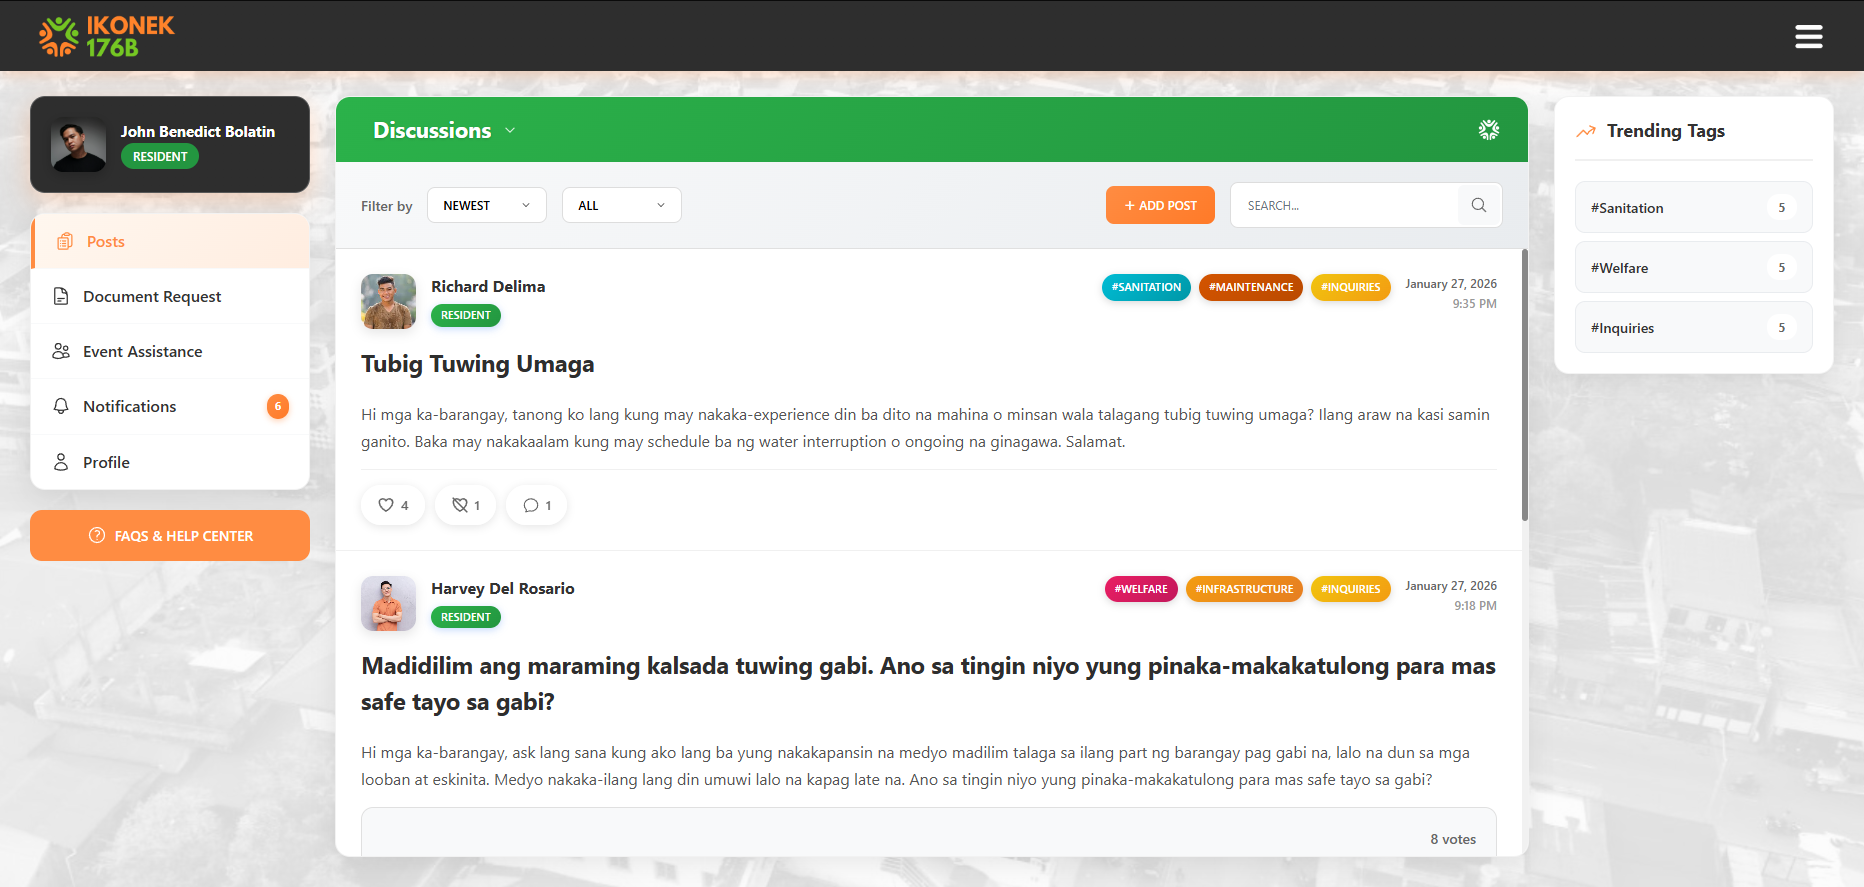 IKONEK
176B
John Benedict Bolatin
RESIDENT
Posts
Document Request
Event Assistance
Notifications
6
Profile
FAQS & HELP CENTER
Discussions
Filter by
NEWEST
ALL
+ ADD POST
SEARCH...
Richard Delima
RESIDENT
#SANITATION
#MAINTENANCE
#INQUIRIES
January 27, 2026
9:35 PM
Tubig Tuwing Umaga
Hi mga ka-barangay, tanong ko lang kung may nakaka-experience din ba dito na mahina o minsan wala talagang tubig tuwing umaga? Ilang araw na kasi samin
ganito. Baka may nakakaalam kung may schedule ba ng water interruption o ongoing na ginagawa. Salamat.
4
1
1
Harvey Del Rosario
RESIDENT
#WELFARE
#INFRASTRUCTURE
#INQUIRIES
January 27, 2026
9:18 PM
Madidilim ang maraming kalsada tuwing gabi. Ano sa tingin niyo yung pinaka-makakatulong para mas
safe tayo sa gabi?
Hi mga ka-barangay, ask lang sana kung ako lang ba yung nakakapansin na medyo madilim talaga sa ilang part ng barangay pag gabi na, lalo na dun sa mga
looban at eskinita. Medyo nakaka-ilang lang din umuwi lalo na kapag late na. Ano sa tingin niyo yung pinaka-makakatulong para mas safe tayo sa gabi?
8 votes
Trending Tags
#Sanitation
5
#Welfare
5
#Inquiries
5